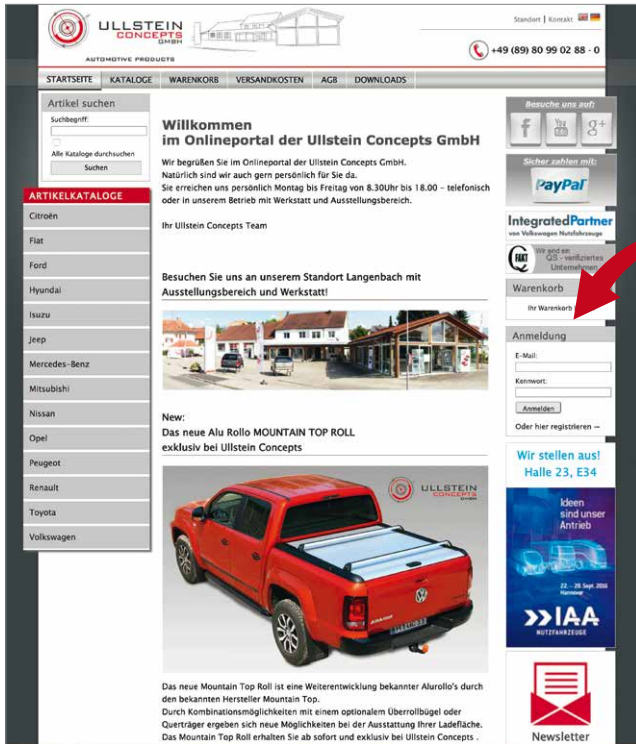 ULLSTEIN
CONCEPTS
GMBH
AUTOMOTIVE PRODUCTS
Standort | Kontakt
+49 (89) 80 99 02 88 - 0
STARTSEITE KATALOGE WARENKORB VERSANDKOSTEN AGB DOWNLOADS
Artikel suchen
Suchbegriff:
Alle Kataloge durchsuchen
Suchen
ARTIKELKATALOGE
Citroën
Fiat
Ford
Hyundai
Isuzu
Jeep
Mercedes-Benz
Mitsubishi
Nissan
Opel
Peugeot
Renault
Toyota
Volkswagen
Willkommen
im Onlineportal der Ullstein Concepts GmbH
Wir begrüßen Sie im Onlineportal der Ullstein Concepts GmbH.
Natürlich sind wir auch gern persönlich für Sie da.
Sie erreichen uns persönlich Montag bis Freitag von 8.30Uhr bis 18.00 – telefonisch
oder in unserem Betrieb mit Werkstatt und Ausstellungsbereich.
Ihr Ullstein Concepts Team
Besuchen Sie uns an unserem Standort Langenbach mit
Ausstellungsbereich und Werkstatt!
New:
Das neue Alu Rollo MOUNTAIN TOP ROLL
exklusiv bei Ullstein Concepts
ULLSTEIN
CONCEPTS
GMBH
Das neue Mountain Top Roll ist eine Weiterentwicklung bekannter Alurollo's durch
den bekannten Hersteller Mountain Top.
Durch Kombinationsmöglichkeiten mit einem optionalem Überrollbügel oder
Querträger ergeben sich neue Möglichkeiten bei der Ausstattung Ihrer Ladefläche.
Das Mountain Top Roll erhalten Sie ab sofort und exklusiv bei Ullstein Concepts .
Besuche uns auf:
f You Tube g+
Sicher zahlen mit:
PayPal
IntegratedPartner
von Volkswagen Nutzfahrzeuge
FAKT
Wir sind ein
QS - verifiziertes
Unternehmen
Warenkorb
Ihr Warenkorb
Anmeldung
E-Mail:
Kennwort:
Anmelden
Oder hier registrieren —
Wir stellen aus!
Halle 23, E34
Ideen
sind unser
Antrieb
22. – 29. Sept. 2016
Hannover
IAA
NUTZFAHRZEUGE
Newsletter